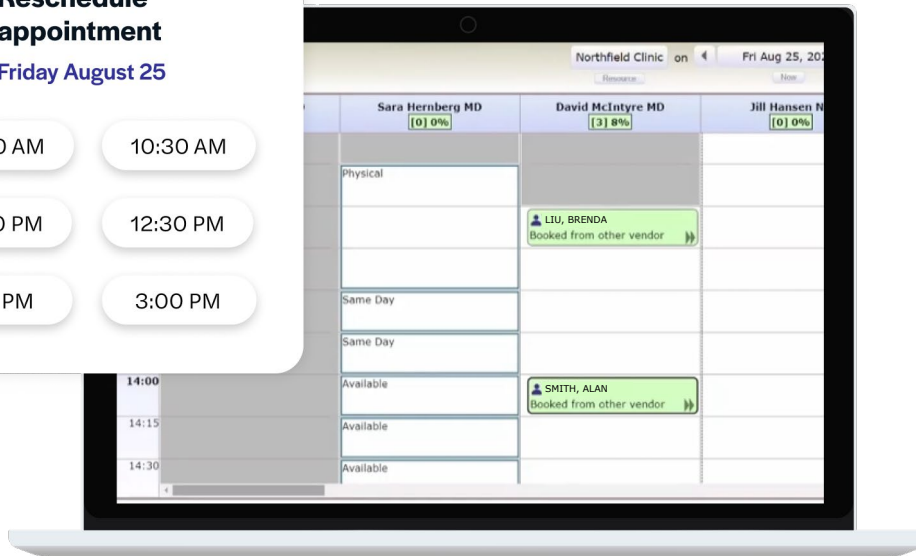 Reschedule
appointment
Friday August 25
AM
10:30 AM
PM
12:30 PM
PM
3:00 PM
Northfield Clinic on
Fri Aug 25,
Resource
Now
Sara Hernberg MD
[0] 0%
David McIntyre MD
[3] 8%
Jill Hansen
[0] 0%
Physical
LIU, BRENDA
Booked from other vendor
Same Day
Same Day
14:00
Available
SMITH, ALAN
Booked from other vendor
14:15
Available
14:30
Available